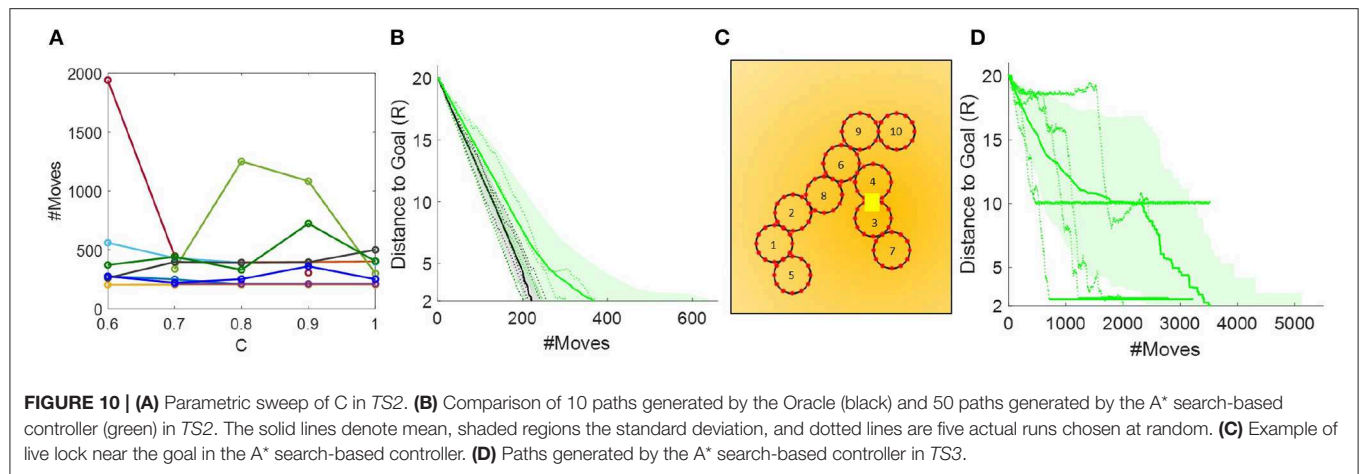 A
#Moves
2000
1500
1000
500
0
0.6 0.7 0.8 0.9 1
C
B
Distance to Goal (R)
20
15
10
5
2
0 200 400 600
#Moves
C
9 10
6
4
8
2
3
1
7
5
D
Distance to Goal (R)
20
15
10
5
2
0 1000 2000 3000 4000 5000
#Moves
FIGURE 10 | (A) Parametric sweep of C in TS2. (B) Comparison of 10 paths generated by the Oracle (black) and 50 paths generated by the A* search-based
controller (green) in TS2. The solid lines denote mean, shaded regions the standard deviation, and dotted lines are five actual runs chosen at random. (C) Example of
live lock near the goal in the A* search-based controller. (D) Paths generated by the A* search-based controller in TS3.